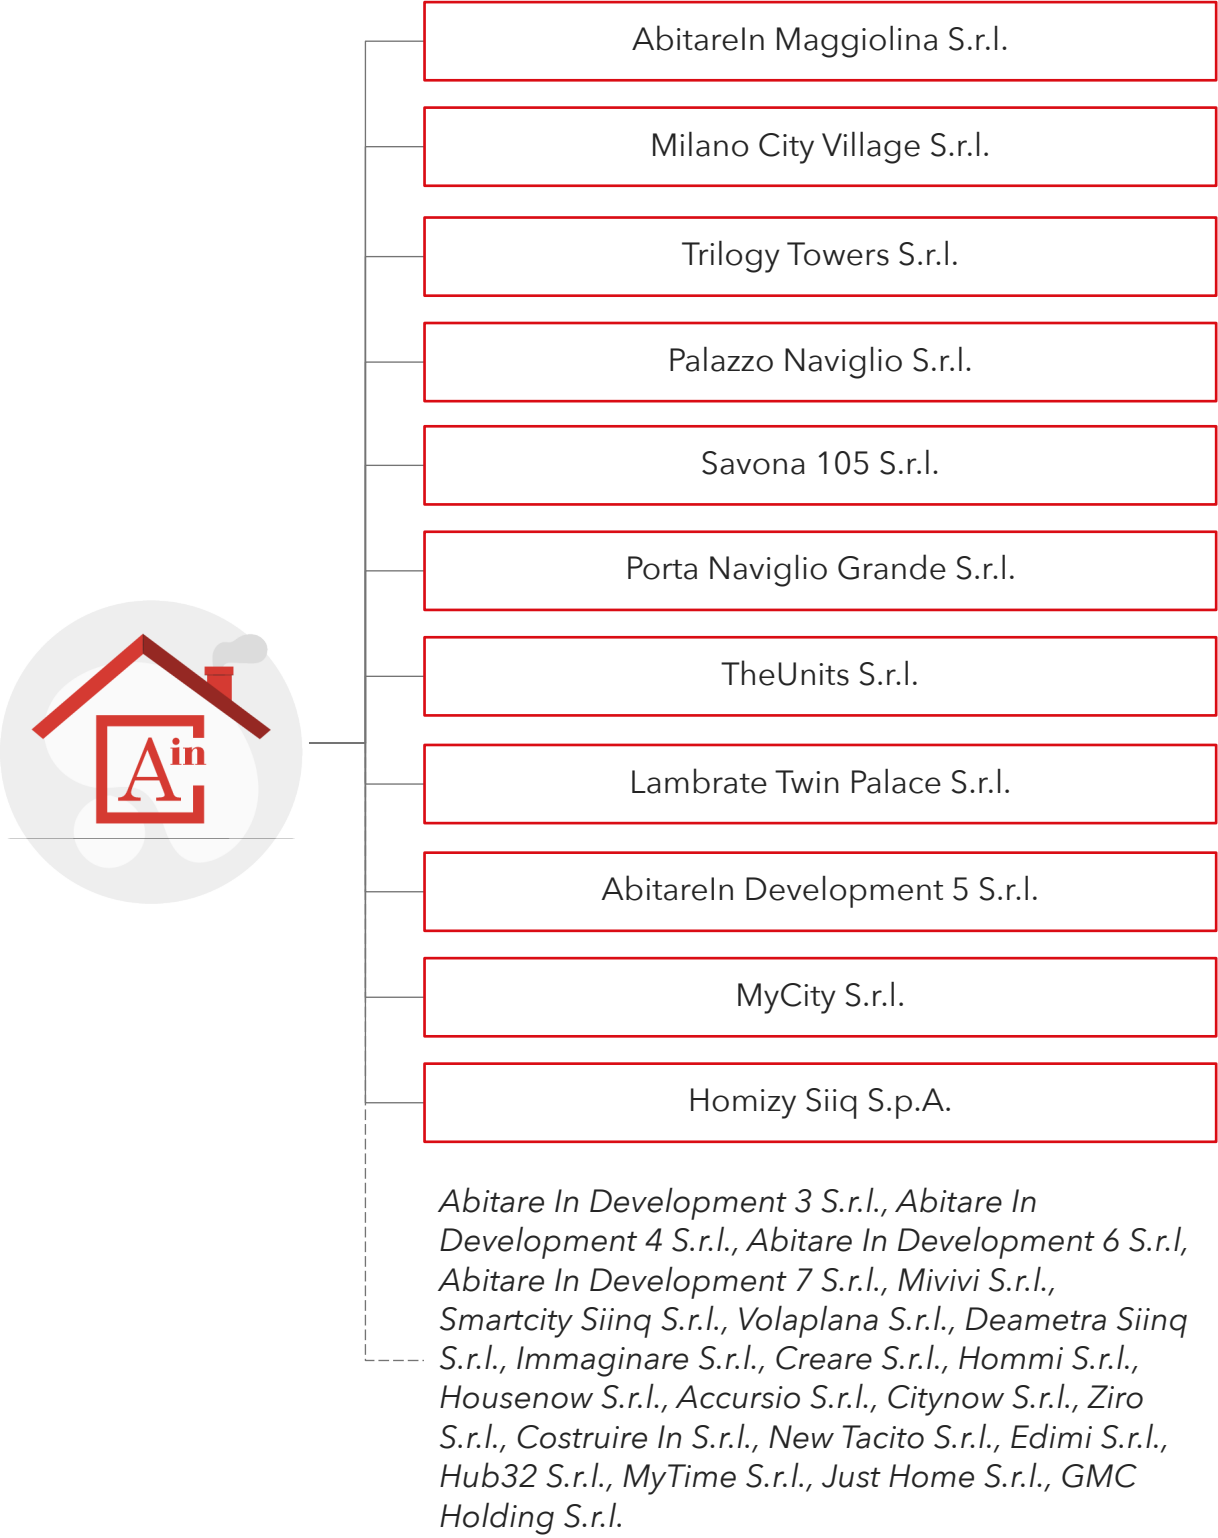 AbitareIn Maggiolina S.r.l.
Milano City Village S.r.l.
Trilogy Towers S.r.l.
Palazzo Naviglio S.r.l.
Savona 105 S.r.l.
Porta Naviglio Grande S.r.l.
TheUnits S.r.l.
Ain
Lambrate Twin Palace S.r.l.
AbitareIn Development 5 S.r.l.
MyCity S.r.l.
Homizy Siiq S.p.A.
Abitare In Development 3 S.r.l., Abitare In
Development 4 S.r.l., Abitare In Development 6 S.r.l,
Abitare In Development 7 S.r.l., Mivivi S.r.l.,
Smartcity Siinq S.r.l., Volaplana S.r.l., Deametra Siinq
S.r.l., Immaginare S.r.l., Creare S.r.l., Hommi S.r.l.,
Housenow S.r.l., Accursio S.r.l., Citynow S.r.l., Ziro
S.r.l., Costruire In S.r.l., New Tacito S.r.l., Edimi S.r.l.,
Hub32 S.r.l., MyTime S.r.l., Just Home S.r.l., GMC
Holding S.r.l.